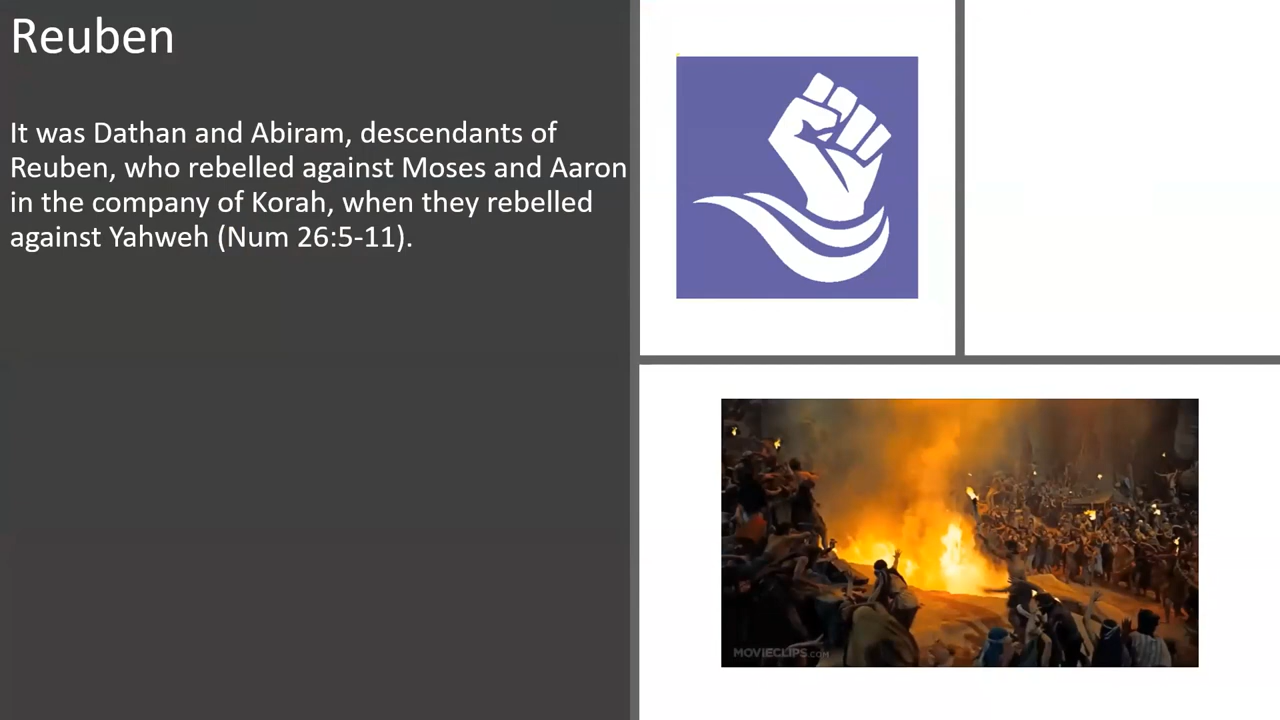 Reuben
It was Dathan and Abiram, descendants of
Reuben, who rebelled against Moses and Aaron
in the company of Korah, when they rebelled
against Yahweh (Num 26:5-11).
MOVIECLIPS.COM